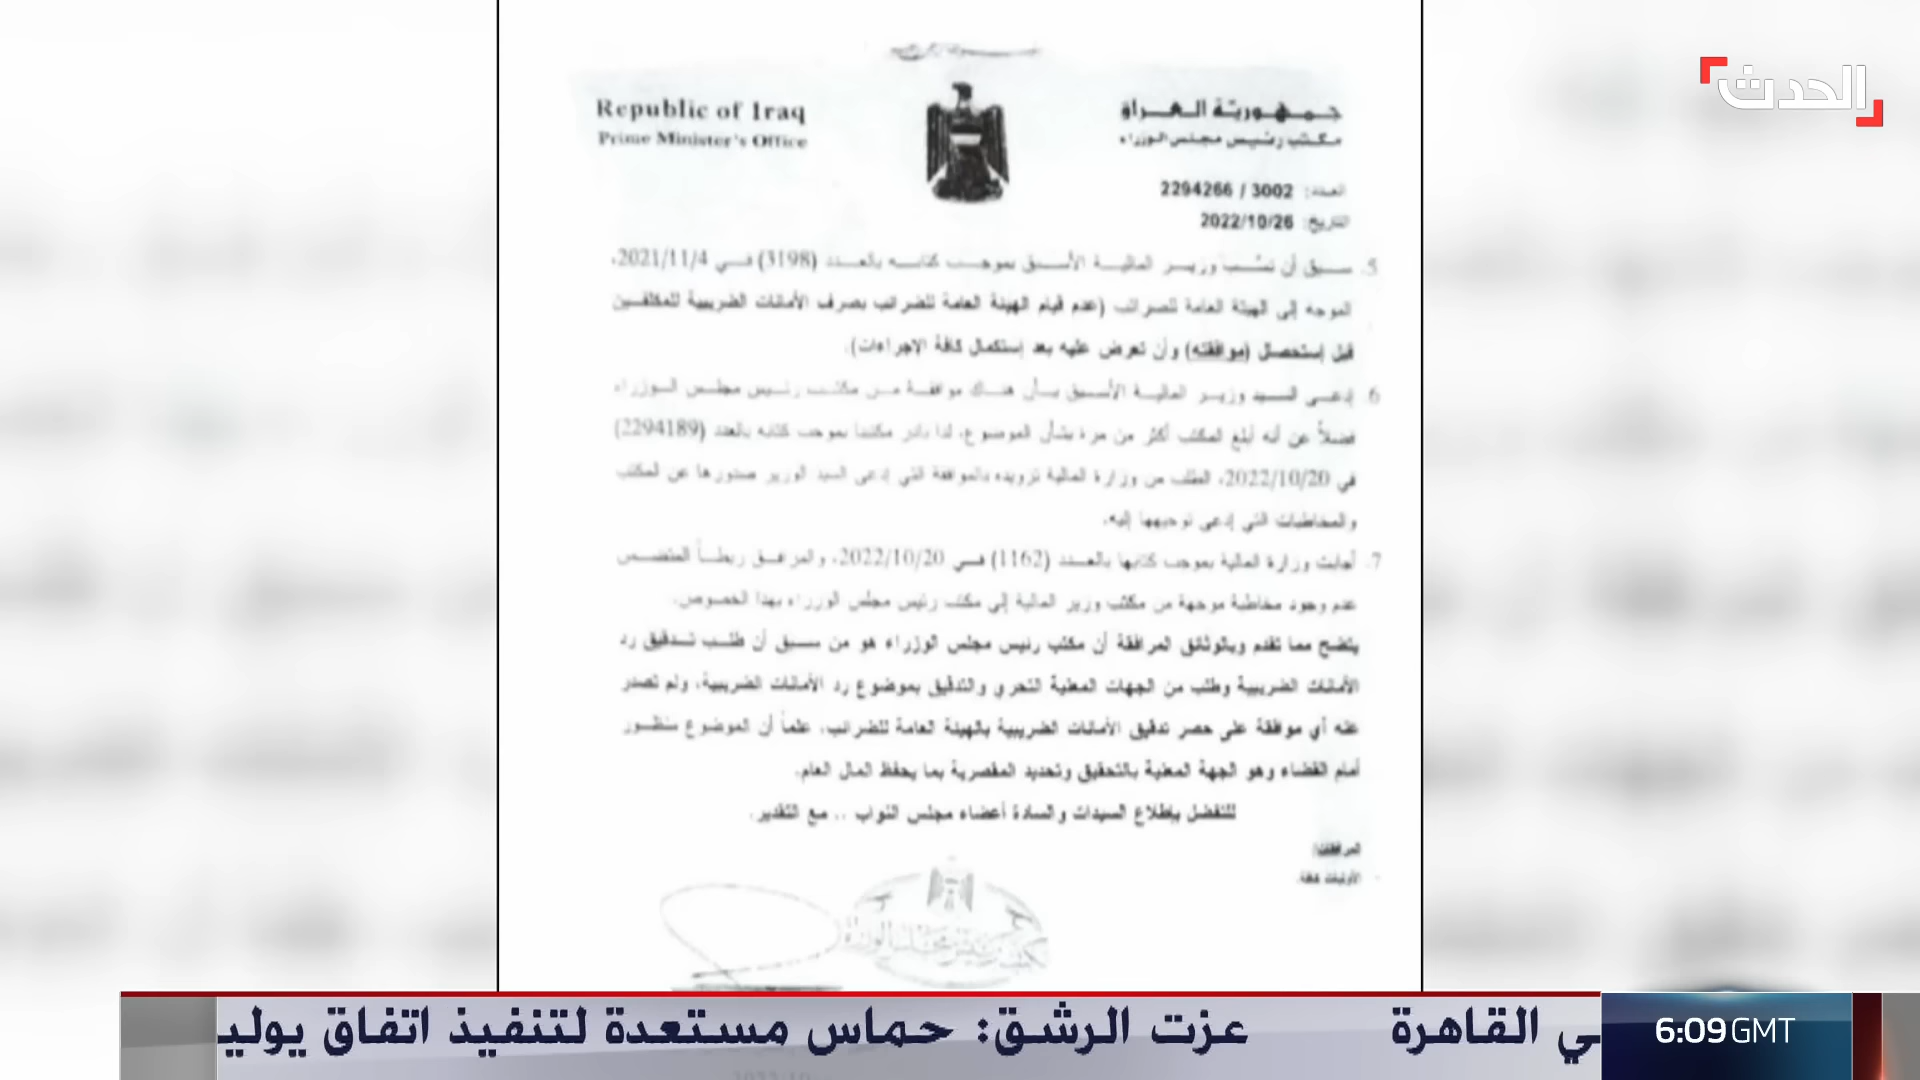 الحدث
Republic of Iraq
Prime Minister's Office
جمهورية العراق
مكتب رئيس مجلس الوزراء
العدد: 3002 / 2294266
التاريخ: 2022/10/26
5. سبق أن نسب وزير المالية الأسبق بموجب كتابه بالعدد (3198) في 2021/11/4،
الموجه إلى الهيئة العامة للضرائب (عدم قيام الهيئة العامة للضرائب بصرف الأمانات الضريبية للمكلفين
قبل إستحصال (موافقته) وأن تعرض عليه بعد إستكمال كافة الإجراءات).
6. إدعى السيد وزير المالية الأسبق بأن هناك موافقة من مكتب رئيس مجلس الوزراء
فضلاً عن أنه أبلغ المكتب أكثر من مرة بشأن الموضوع، لذا بادر مكتبنا بموجب كتابه بالعدد (2294189)
في 2022/10/20، الطلب من وزارة المالية تزويده بالموافقة التي إدعى السيد الوزير صدورها عن المكتب
والمخاطبات التي إدعى توجيهها إليه.
7. أجابت وزارة المالية بموجب كتابها بالعدد (1162) في 2022/10/20، والمرافق ربطاً المتضمن
عدم وجود مخاطبة موجهة من مكتب وزير المالية إلى مكتب رئيس مجلس الوزراء بهذا الخصوص.
يتضح مما تقدم وبالوثائق المرافقة أن مكتب رئيس مجلس الوزراء هو من سبق أن طلب تدقيق رد
الأمانات الضريبية وطلب من الجهات المعنية التحري والتدقيق بموضوع رد الأمانات الضريبية، ولم تصدر
عنه أي موافقة على حصر تدقيق الأمانات الضريبية بالهيئة العامة للضرائب، علماً أن الموضوع منظور
أمام القضاء وهو الجهة المعنية بالتحقيق وتحديد المقصرية بما يحفظ المال العام.
للتفضل بإطلاع السيدات والسادة أعضاء مجلس النواب .. مع التقدير.
المرافقات:
الأوليات كافة.
ي القاهرة
عزت الرشق: حماس مستعدة لتنفيذ اتفاق يولي
6:09 GMT